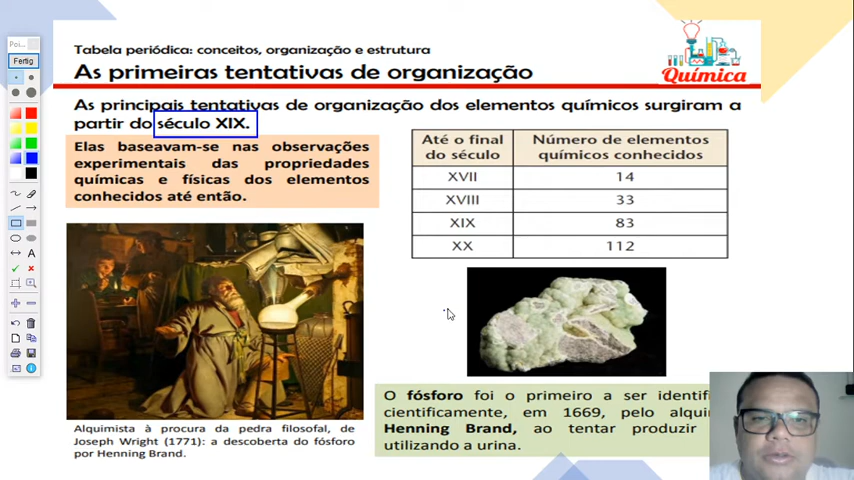 Poi...
Fertig
A
Tabela periódica: conceitos, organização e estrutura
As primeiras tentativas de organização
Química
As principais tentativas de organização dos elementos químicos surgiram a
partir do século XIX.
Elas baseavam-se nas observações
experimentais das propriedades
químicas e físicas dos elementos
conhecidos até então.
Até o final do século | Número de elementos químicos conhecidos
XVII 14
XVIII 33
XIX 83
XX 112
Alquimista à procura da pedra filosofal, de
Joseph Wright (1771): a descoberta do fósforo
por Henning Brand.
O fósforo foi o primeiro a ser identif
cientificamente, em 1669, pelo alqui
Henning Brand, ao tentar produzir
utilizando a urina.